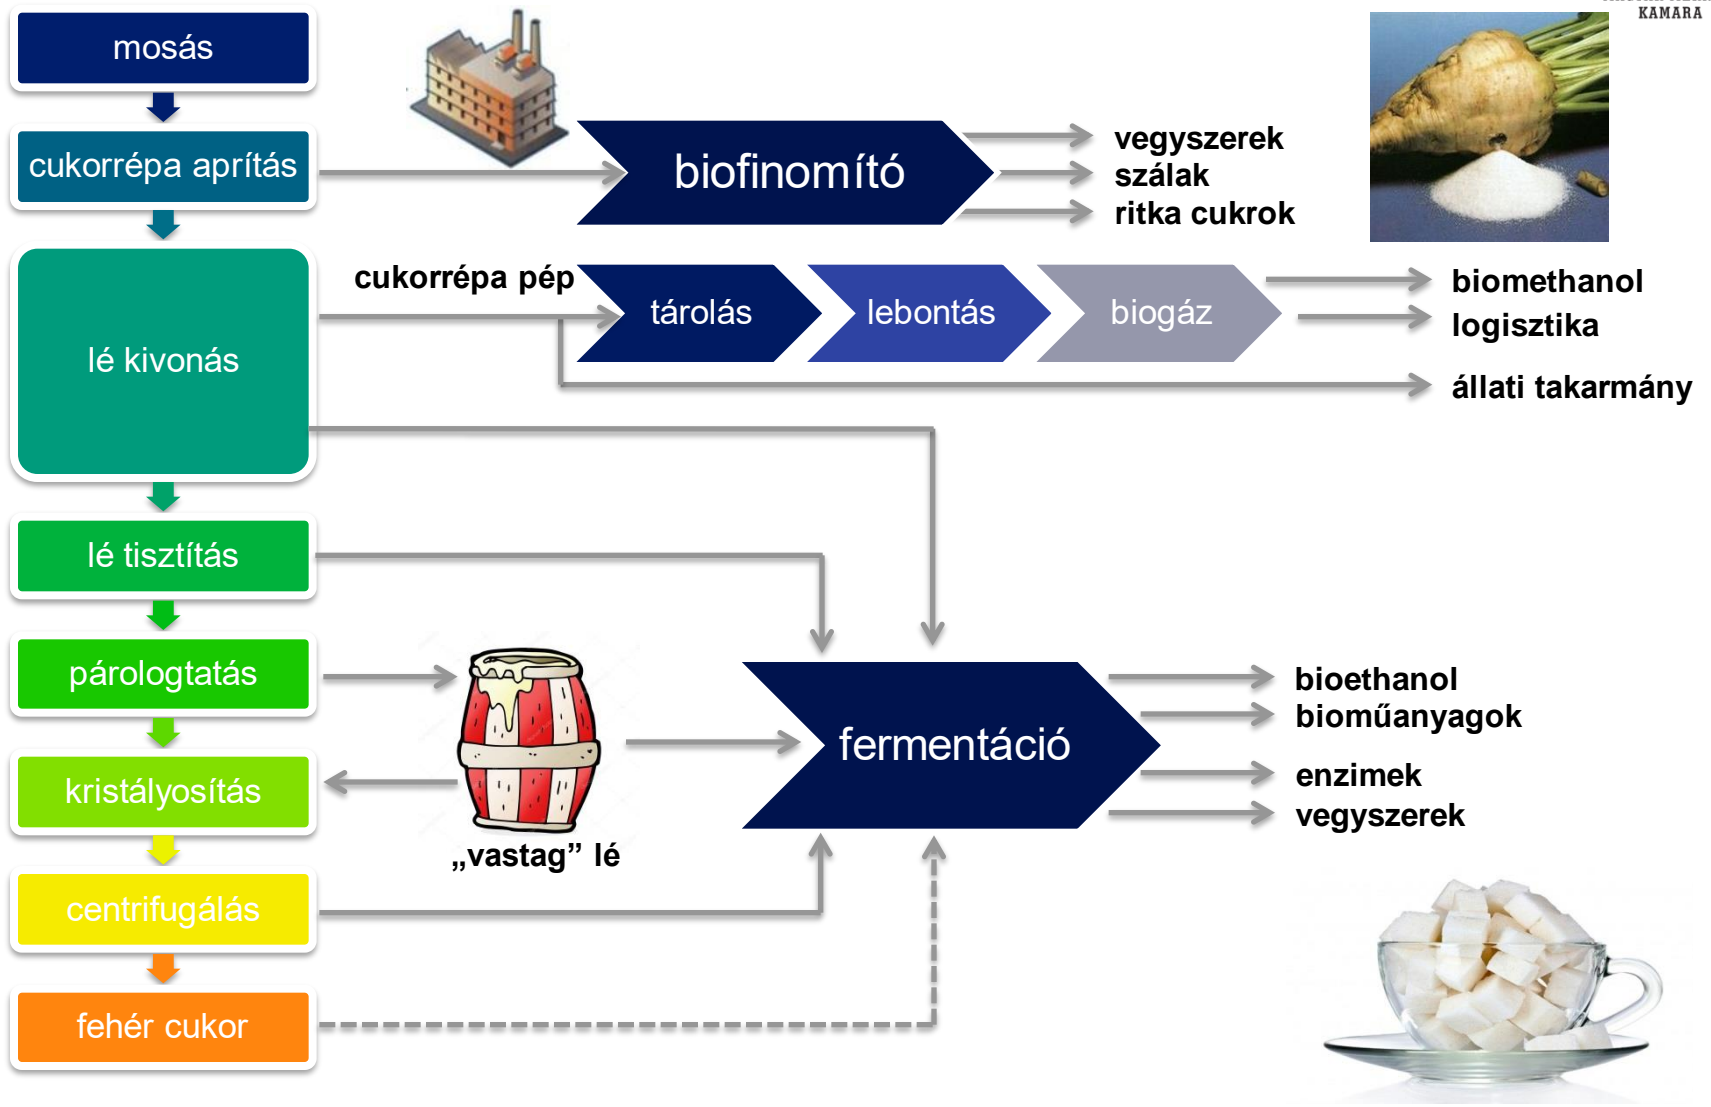 KAMARA
mosás
cukorrépa aprítás
biofinomító
vegyszerek
szálak
ritka cukrok
lé kivonás
cukorrépa pép
tárolás
lebontás
biogáz
biomethanol
logisztika
állati takarmány
lé tisztítás
párologtatás
kristályosítás
„vastag” lé
fermentáció
bioethanol
bioműanyagok
enzimek
vegyszerek
centrifugálás
fehér cukor